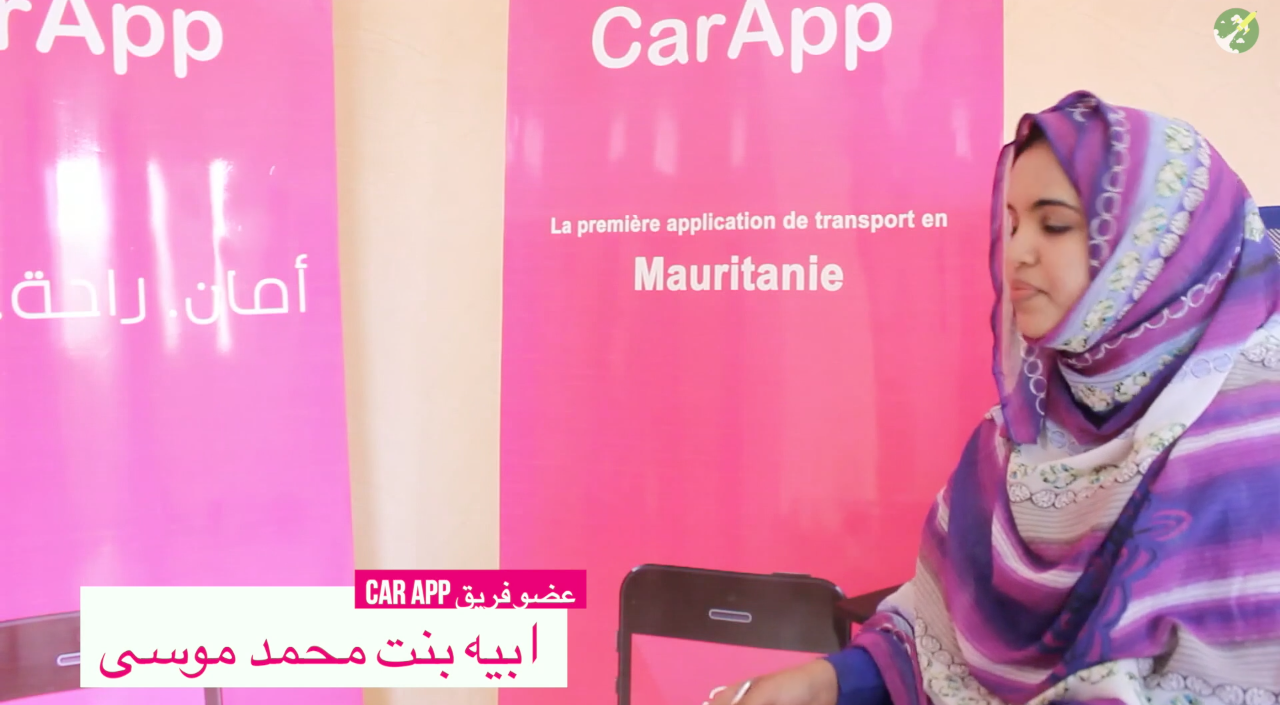 rApp
أمان. راحة.
CarApp
La première application de transport en
Mauritanie
عضو فريق CAR APP
ابيه بنت محمد موسى